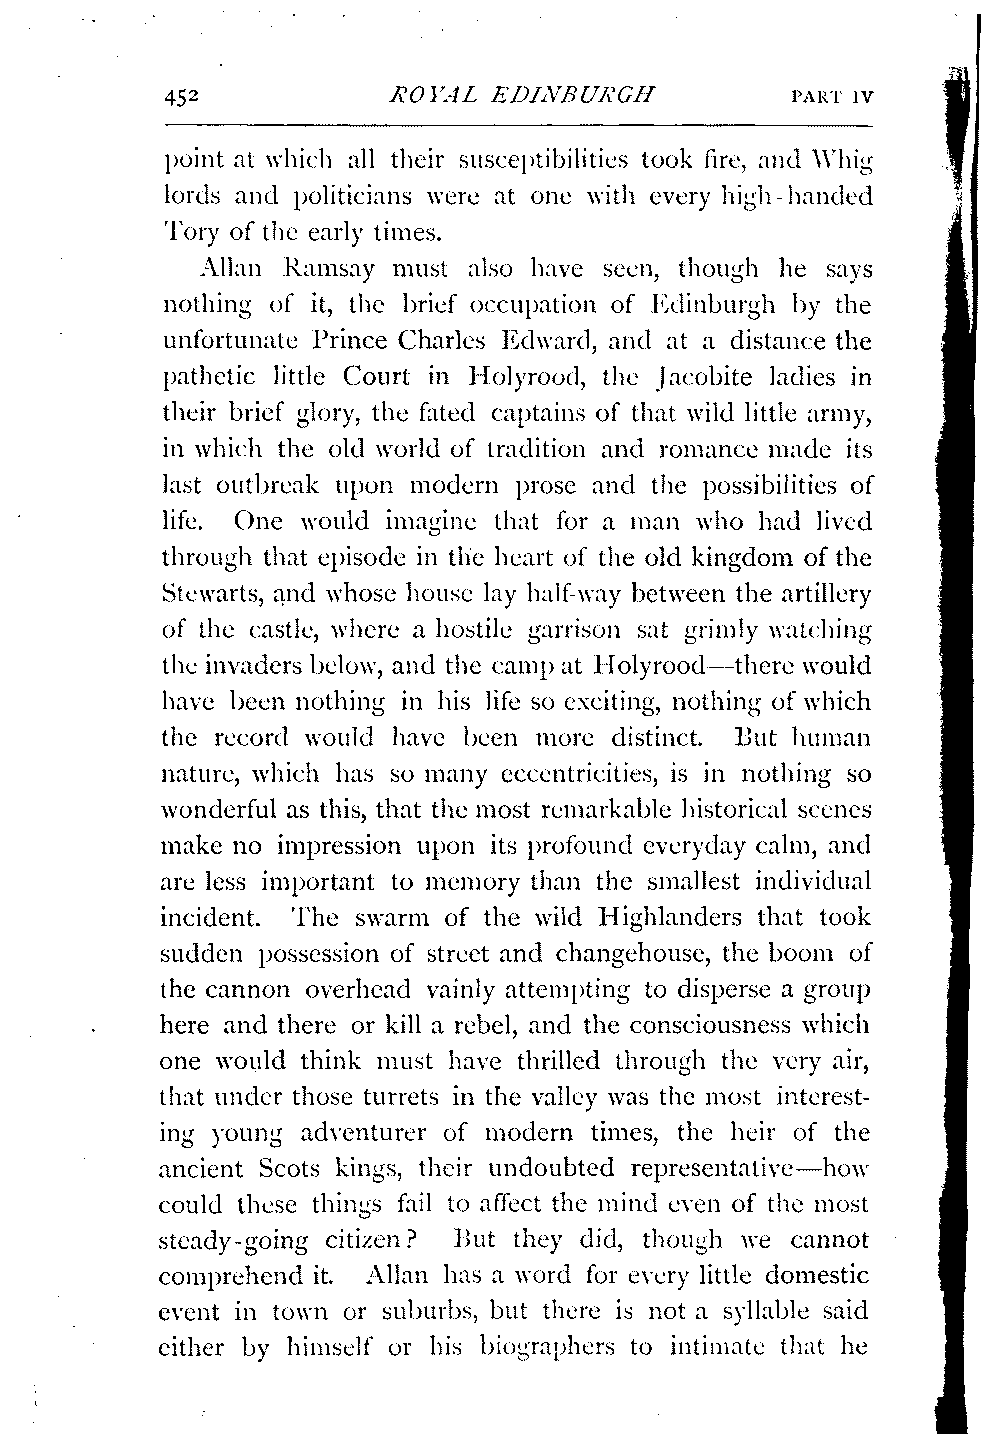 452 ROYAL EDINBURGH PART IV
point at which all their susceptibilities took fire, and Whig
lords and politicians were at one with every high-handed
Tory of the early times.
Allan Ramsay must also have seen, though he says
nothing of it, the brief occupation of Edinburgh by the
unfortunate Prince Charles Edward, and at a distance the
pathetic little Court in Holyrood, the Jacobite ladies in
their brief glory, the fated captains of that wild little army,
in which the old world of tradition and romance made its
last outbreak upon modern prose and the possibilities of
life. One would imagine that for a man who had lived
through that episode in the heart of the old kingdom of the
Stewarts, and whose house lay half-way between the artillery
of the castle, where a hostile garrison sat grimly watching
the invaders below, and the camp at Holyrood—there would
have been nothing in his life so exciting, nothing of which
the record would have been more distinct. But human
nature, which has so many eccentricities, is in nothing so
wonderful as this, that the most remarkable historical scenes
make no impression upon its profound everyday calm, and
are less important to memory than the smallest individual
incident. The swarm of the wild Highlanders that took
sudden possession of street and changehouse, the boom of
the cannon overhead vainly attempting to disperse a group
here and there or kill a rebel, and the consciousness which
one would think must have thrilled through the very air,
that under those turrets in the valley was the most interest-
ing young adventurer of modern times, the heir of the
ancient Scots kings, their undoubted representative—how
could these things fail to affect the mind even of the most
steady-going citizen? But they did, though we cannot
comprehend it. Allan has a word for every little domestic
event in town or suburbs, but there is not a syllable said
either by himself or his biographers to intimate that he